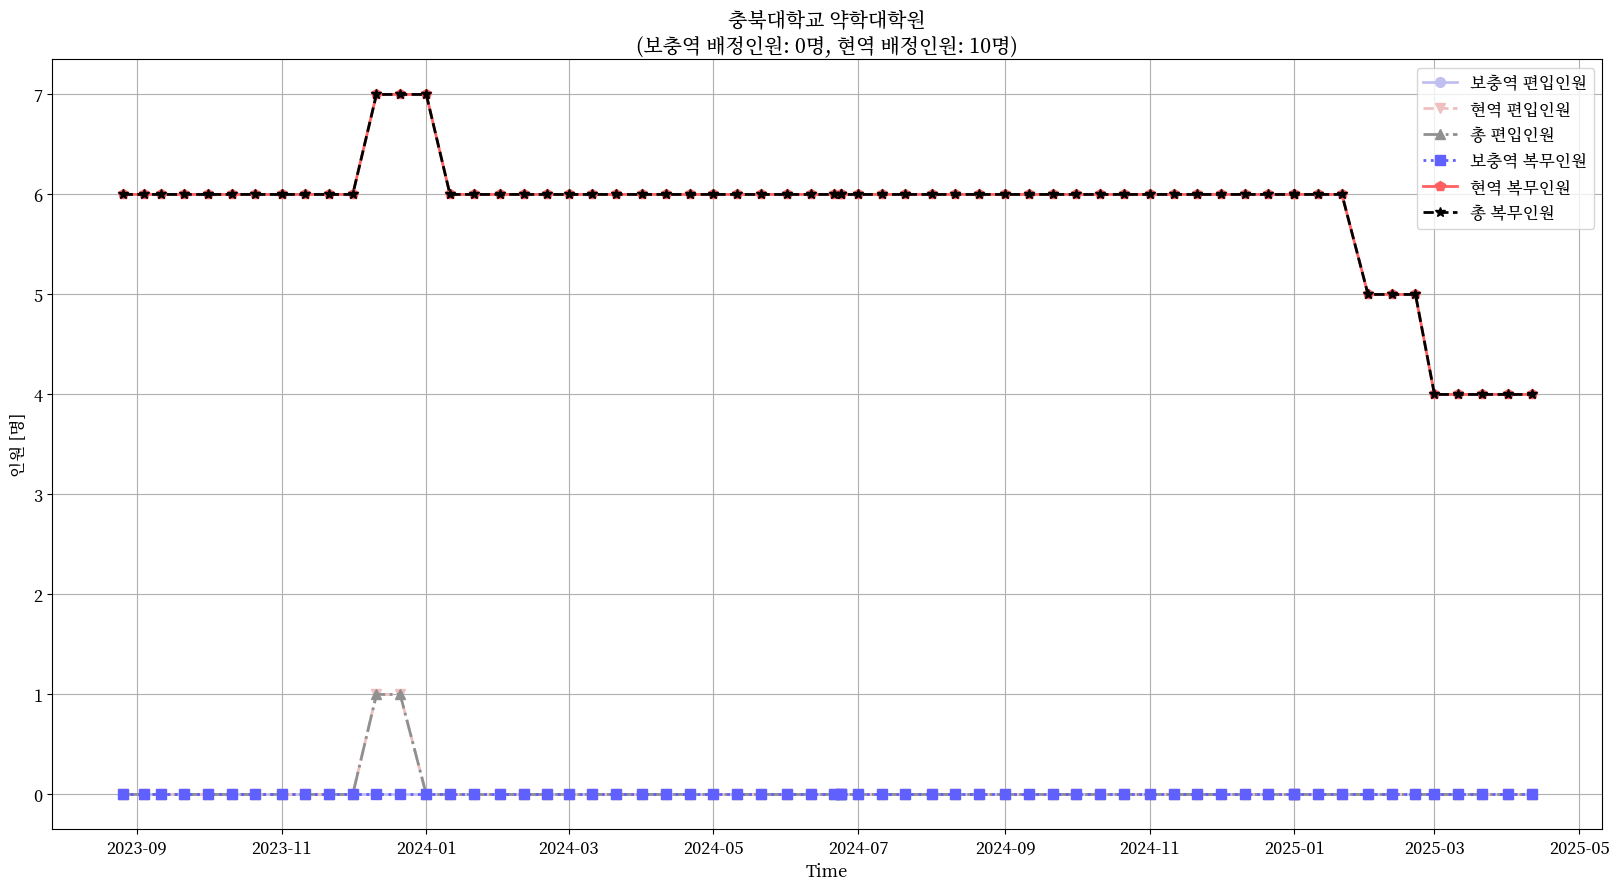 충북대학교 약학대학원
(보충역 배정인원: 0명, 현역 배정인원: 10명)
보충역 편입인원
현역 편입인원
총 편입인원
보충역 복무인원
현역 복무인원
총 복무인원
인원 [명]
7
6
5
4
3
2
1
0
2023-09
2023-11
2024-01
2024-03
2024-05
2024-07
2024-09
2024-11
2025-01
2025-03
2025-05
Time